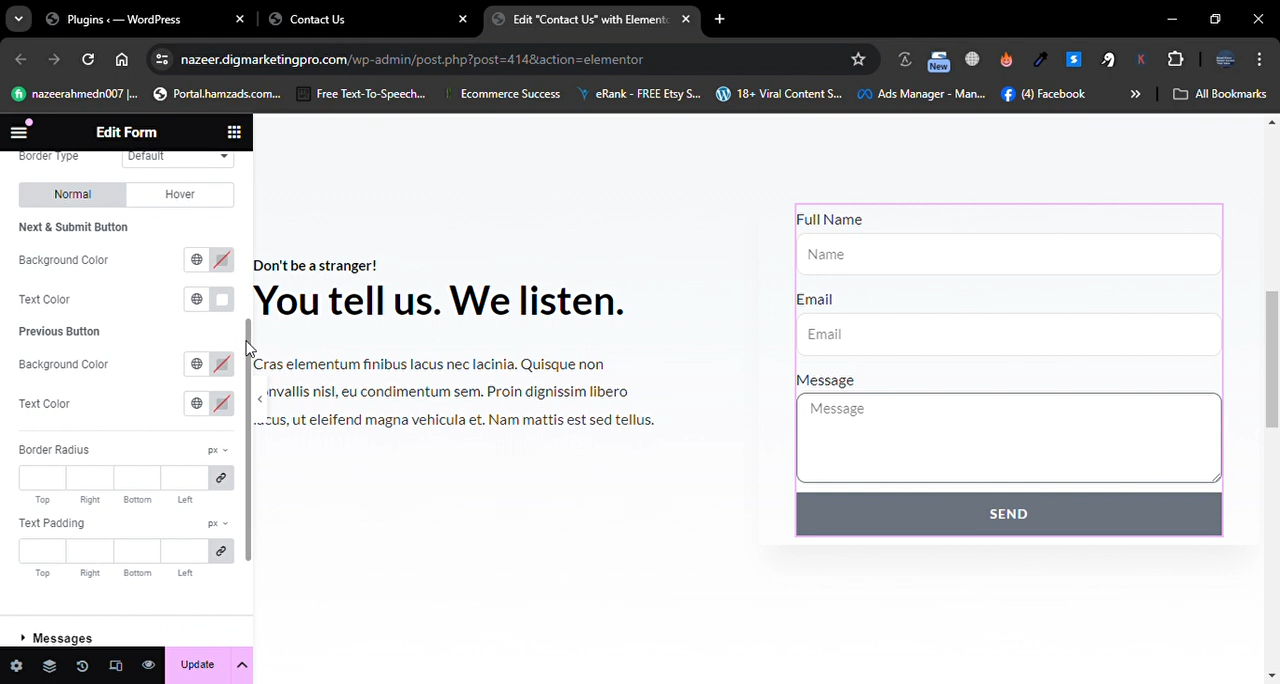 Plugins ‹ — WordPress
Contact Us
Edit "Contact Us" with Elemento
nazeer.digmarketingpro.com/wp-admin/post.php?post=414&action=elementor
New
nazeerahmedn007 |...
Portal.hamzads.com...
Free Text-To-Speech...
Ecommerce Success
eRank - FREE Etsy S...
18+ Viral Content S...
Ads Manager - Man...
(4) Facebook
All Bookmarks
Edit Form
Border Type
Default
Normal
Hover
Next & Submit Button
Background Color
Text Color
Previous Button
Background Color
Text Color
Border Radius
px
Top Right Bottom Left
Text Padding
px
Top Right Bottom Left
Messages
Update
Don't be a stranger!
You tell us. We listen.
Cras elementum finibus lacus nec lacinia. Quisque non
convallis nisl, eu condimentum sem. Proin dignissim libero
lacus, ut eleifend magna vehicula et. Nam mattis est sed tellus.
Full Name
Name
Email
Email
Message
Message
SEND